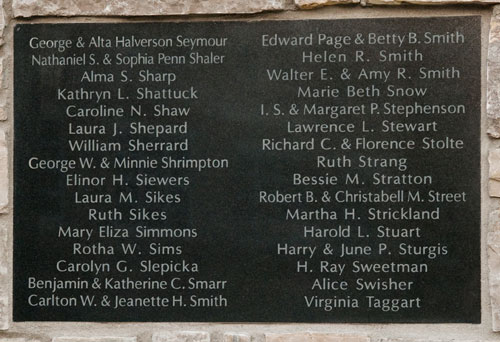 George & Alta Halverson Seymour
Nathaniel S. & Sophia Penn Shaler
Alma S. Sharp
Kathryn L. Shattuck
Caroline N. Shaw
Laura J. Shepard
William Sherrard
George W. & Minnie Shrimpton
Elinor H. Siewers
Laura M. Sikes
Ruth Sikes
Mary Eliza Simmons
Rotha W. Sims
Carolyn G. Slepicka
Benjamin & Katherine C. Smarr
Carlton W. & Jeanette H. Smith
Edward Page & Betty B. Smith
Helen R. Smith
Walter E. & Amy R. Smith
Marie Beth Snow
I. S. & Margaret P. Stephenson
Lawrence L. Stewart
Richard C. & Florence Stolte
Ruth Strang
Bessie M. Stratton
Robert B. & Christabell M. Street
Martha H. Strickland
Harold L. Stuart
Harry & June P. Sturgis
H. Ray Sweetman
Alice Swisher
Virginia Taggart